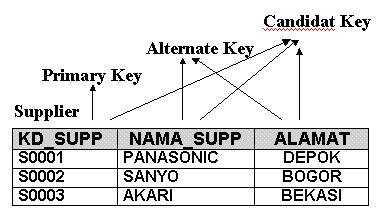 Candidat Key
Alternate Key
Primary Key
Supplier
KD_SUPP NAMA_SUPP ALAMAT
S0001 PANASONIC DEPOK
S0002 SANYO BOGOR
S0003 AKARI BEKASI